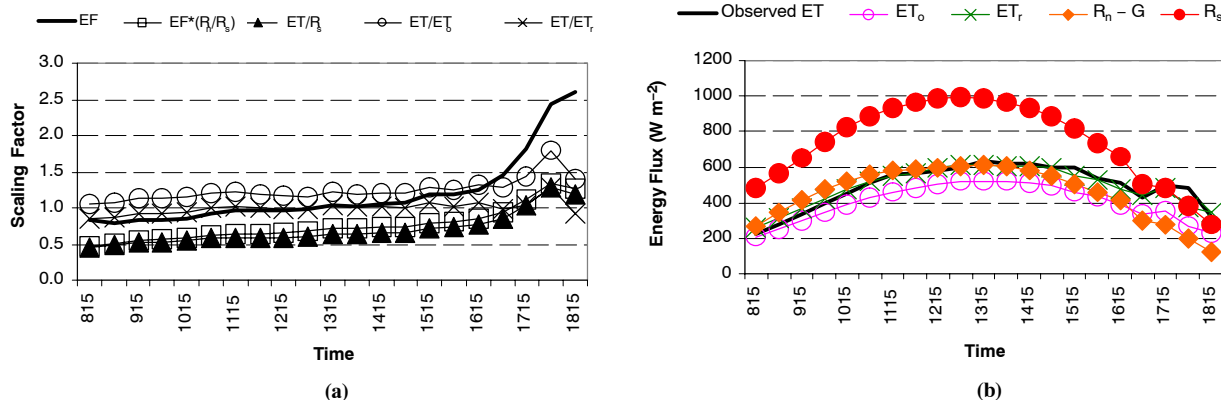 EF EF*(Rn/Rs) ET/Rs ET/ETo ET/ETr
Scaling Factor
3.0
2.5
2.0
1.5
1.0
0.5
0.0
815 915 1015 1115 1215 1315 1415 1515 1615 1715 1815
Time
(a)
Observed ET ETo ETr Rn – G Rs
Energy Flux (W m−2)
1200
1000
800
600
400
200
0
815 915 1015 1115 1215 1315 1415 1515 1615 1715 1815
Time
(b)